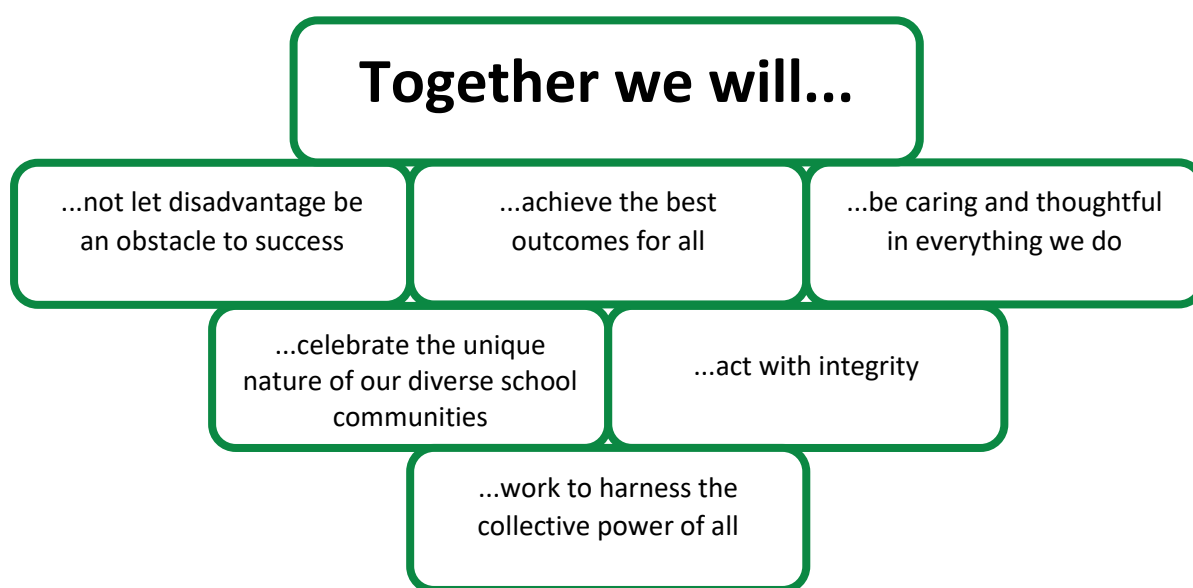 Together we will...
...not let disadvantage be
an obstacle to success
...achieve the best
outcomes for all
...be caring and thoughtful
in everything we do
...celebrate the unique
nature of our diverse school
communities
...act with integrity
...work to harness the
collective power of all